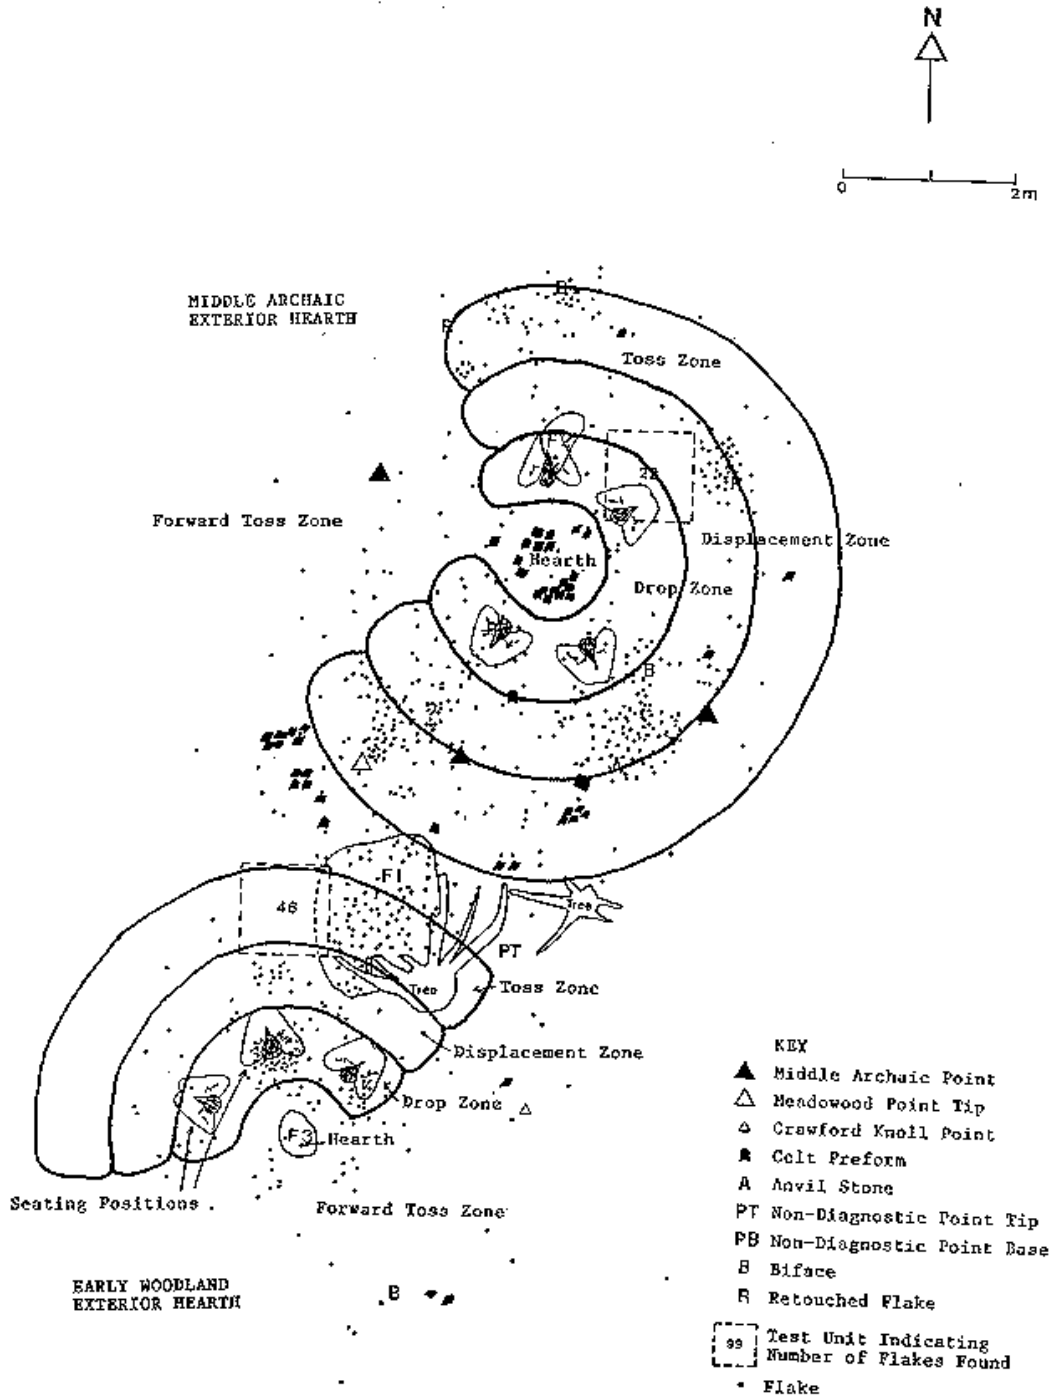 N
0 2m
MIDDLE ARCHAIC
EXTERIOR HEARTH
B
R
Toss Zone
Forward Toss Zone
Displacement Zone
Hearth
Drop Zone
B
A
F1
46
Tree
PT
Tree
Toss Zone
Displacement Zone
Drop Zone
F3
Hearth
Seating Positions
Forward Toss Zone
EARLY WOODLAND
EXTERIOR HEARTH
B
KEY
Middle Archaic Point
Meadowood Point Tip
Crawford Knoll Point
Celt Preform
A Anvil Stone
PT Non-Diagnostic Point Tip
PB Non-Diagnostic Point Base
B Biface
R Retouched Flake
99 Test Unit Indicating
Number of Flakes Found
Flake